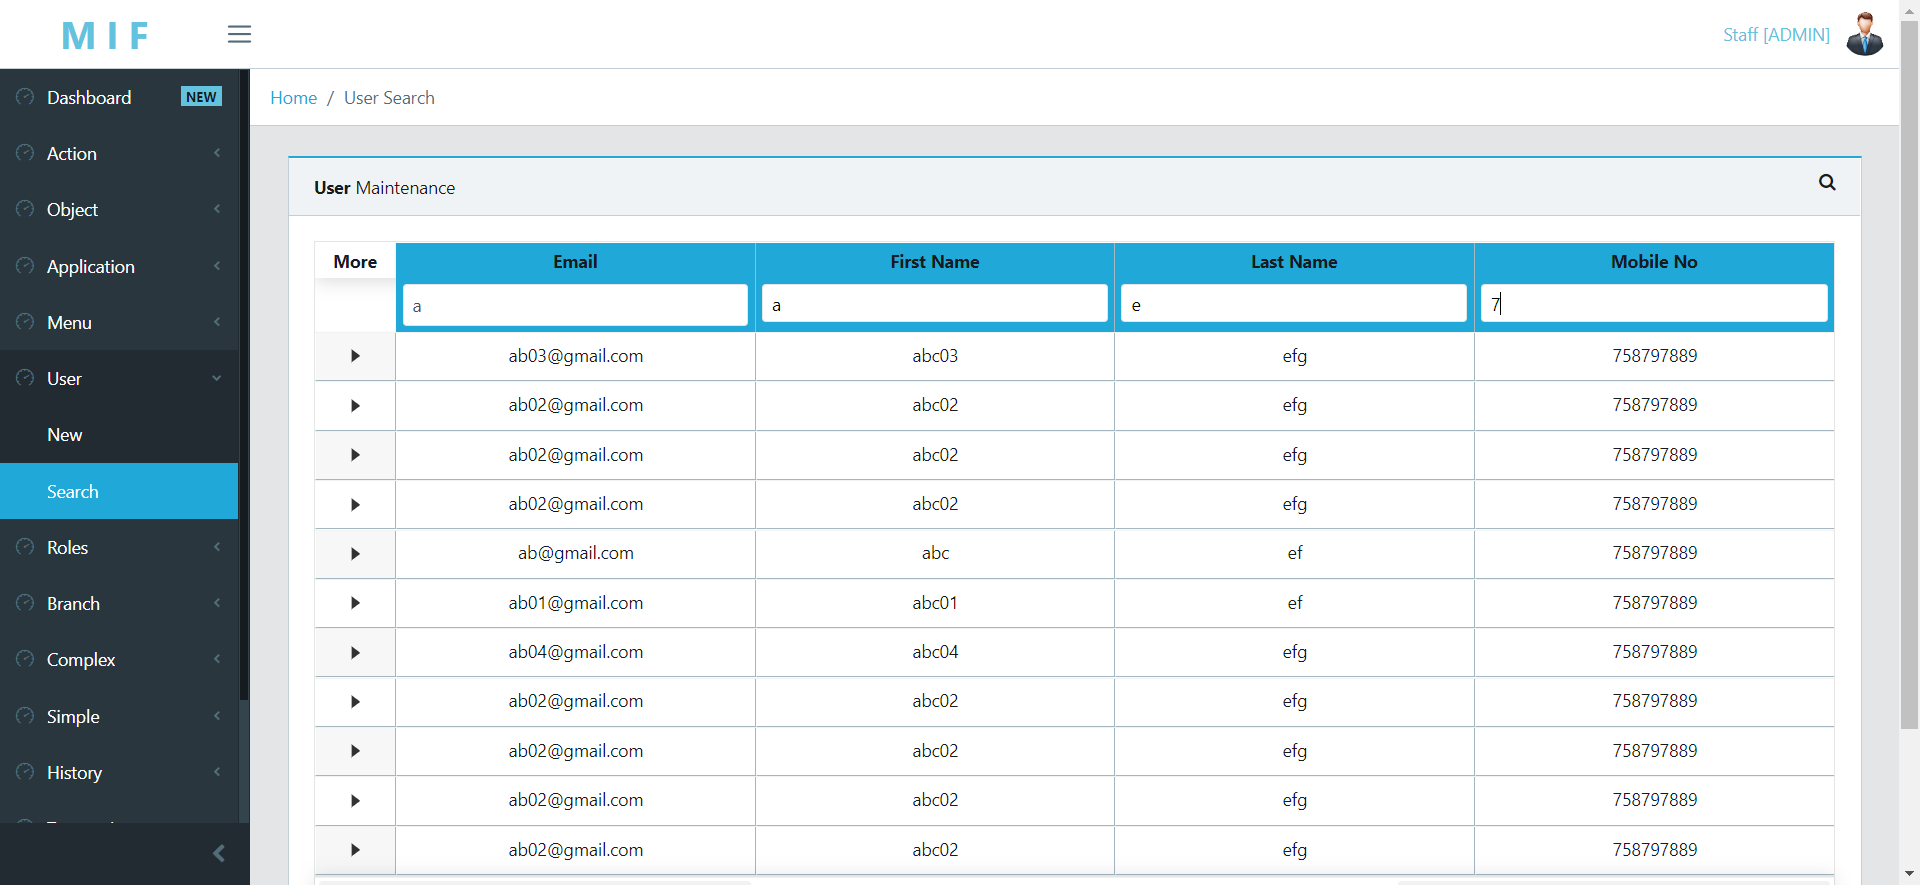 M I F
Staff [ADMIN]
Dashboard NEW
Action
Object
Application
Menu
User
New
Search
Roles
Branch
Complex
Simple
History
Home / User Search
User Maintenance
More Email First Name Last Name Mobile No
a a e 7
ab03@gmail.com abc03 efg 758797889
ab02@gmail.com abc02 efg 758797889
ab02@gmail.com abc02 efg 758797889
ab02@gmail.com abc02 efg 758797889
ab@gmail.com abc ef 758797889
ab01@gmail.com abc01 ef 758797889
ab04@gmail.com abc04 efg 758797889
ab02@gmail.com abc02 efg 758797889
ab02@gmail.com abc02 efg 758797889
ab02@gmail.com abc02 efg 758797889
ab02@gmail.com abc02 efg 758797889